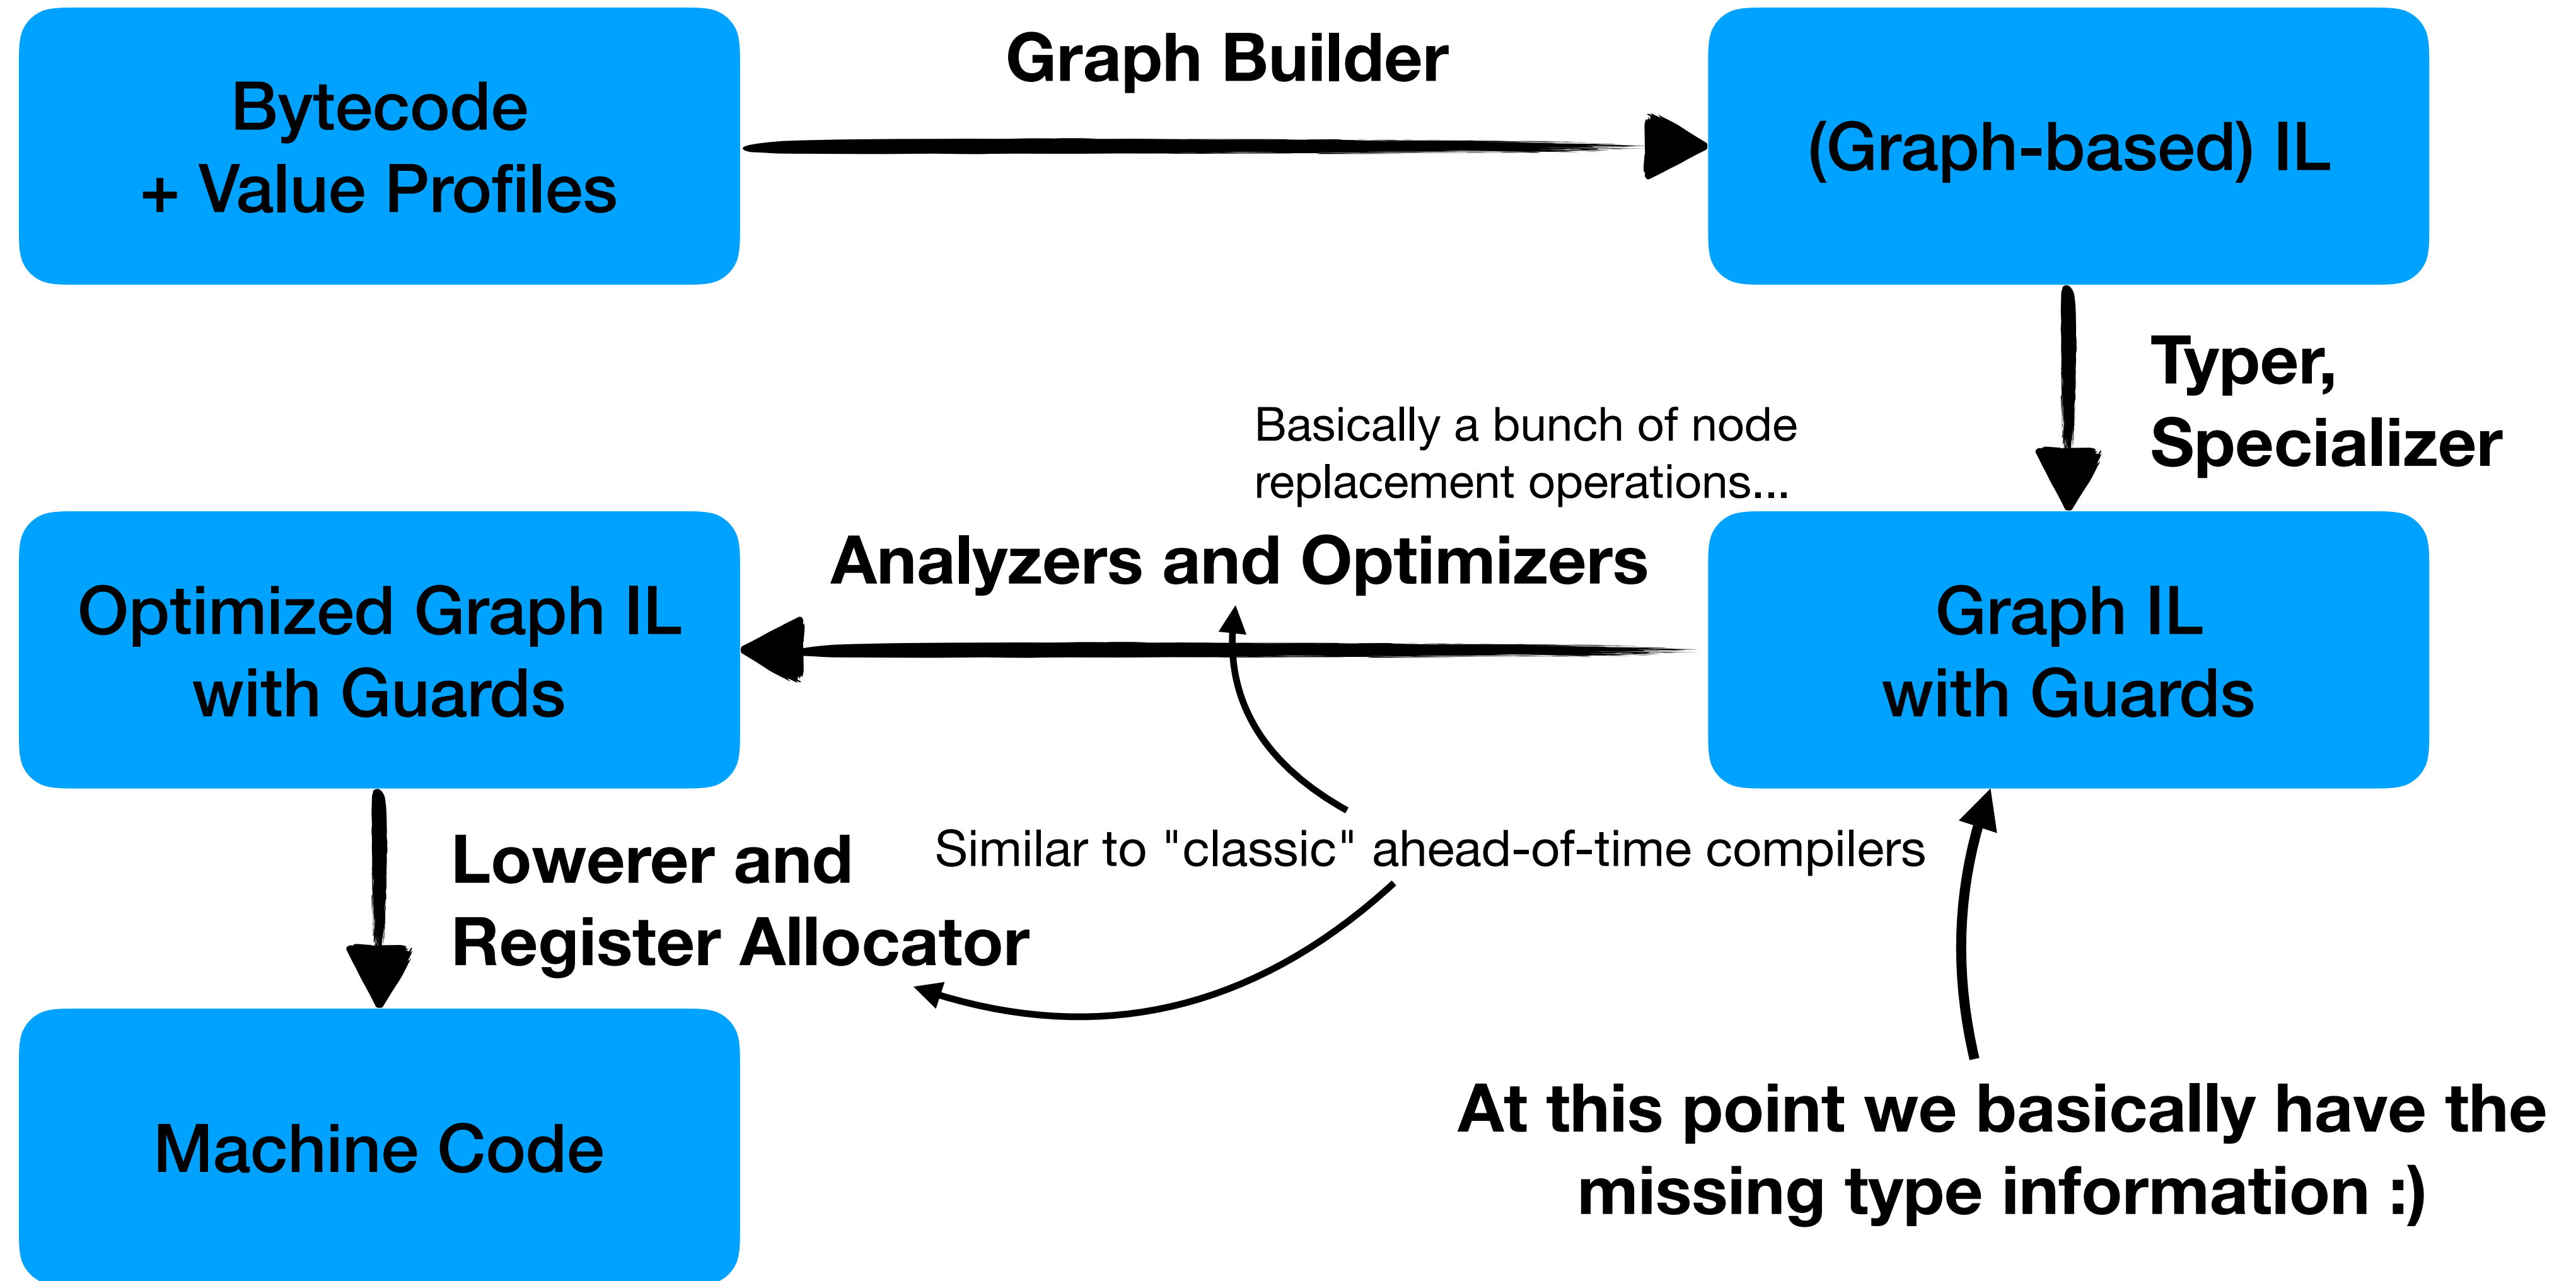 Bytecode
+ Value Profiles
Graph Builder
(Graph-based) IL
Typer,
Specializer
Basically a bunch of node
replacement operations...
Analyzers and Optimizers
Graph IL
with Guards
Optimized Graph IL
with Guards
Similar to "classic" ahead-of-time compilers
Lowerer and
Register Allocator
Machine Code
At this point we basically have the
missing type information :)